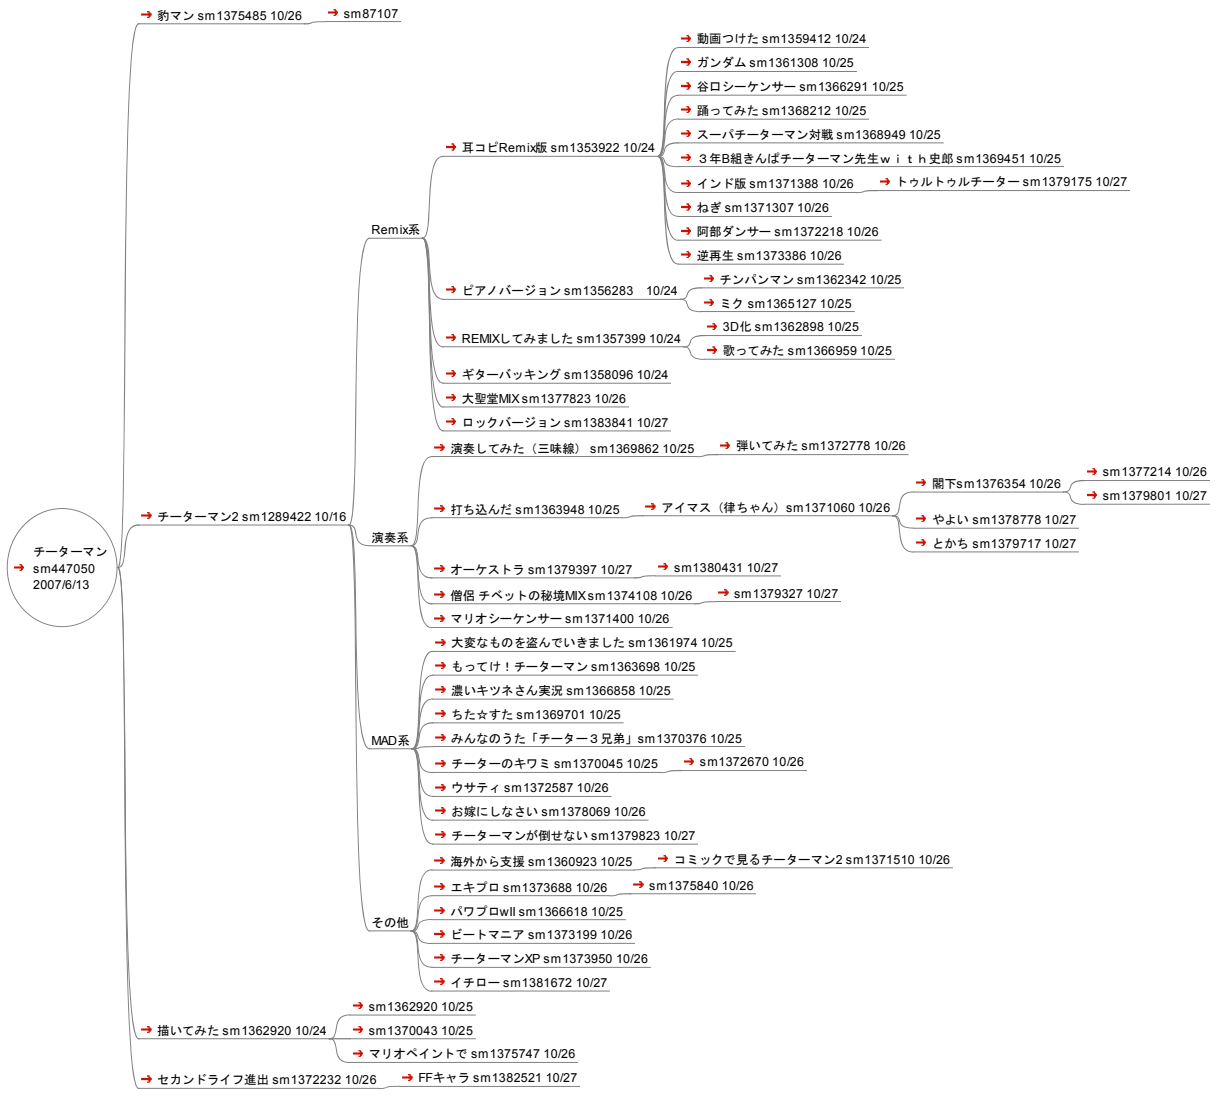 豹マン sm1375485 10/26
sm87107
動画つけた sm1359412 10/24
ガンダム sm1361308 10/25
谷口シーケンサー sm1366291 10/25
踊ってみた sm1368212 10/25
スーパチーターマン対戦 sm1368949 10/25
耳コピRemix版 sm1353922 10/24
３年B組きんぱチーターマン先生ｗｉｔｈ史郎 sm1369451 10/25
インド版 sm1371388 10/26
トゥルトゥルチーター sm1379175 10/27
ねぎ sm1371307 10/26
阿部ダンサー sm1372218 10/26
Remix系
逆再生 sm1373386 10/26
ピアノバージョン sm1356283　10/24
チンパンマン sm1362342 10/25
ミク sm1365127 10/25
REMIXしてみました sm1357399 10/24
3D化 sm1362898 10/25
歌ってみた sm1366959 10/25
ギターバッキング sm1358096 10/24
大聖堂MIX sm1377823 10/26
ロックバージョン sm1383841 10/27
演奏してみた（三味線） sm1369862 10/25
弾いてみた sm1372778 10/26
チーターマン2 sm1289422 10/16
打ち込んだ sm1363948 10/25
アイマス（律ちゃん）sm1371060 10/26
閣下sm1376354 10/26
sm1377214 10/26
sm1379801 10/27
やよい sm1378778 10/27
とかち sm1379717 10/27
演奏系
チーターマン
sm447050
2007/6/13
オーケストラ sm1379397 10/27
sm1380431 10/27
僧侶 チベットの秘境MIX sm1374108 10/26
sm1379327 10/27
マリオシーケンサー sm1371400 10/26
大変なものを盗んでいきました sm1361974 10/25
もってけ！チーターマン sm1363698 10/25
濃いキツネさん実況 sm1366858 10/25
ちた☆すた sm1369701 10/25
MAD系
みんなのうた「チーター３兄弟」sm1370376 10/25
チーターのキワミ sm1370045 10/25
sm1372670 10/26
ウサティ sm1372587 10/26
お嫁にしなさい sm1378069 10/26
チーターマンが倒せない sm1379823 10/27
海外から支援 sm1360923 10/25
コミックで見るチーターマン2 sm1371510 10/26
エキプロ sm1373688 10/26
sm1375840 10/26
パワプロwII sm1366618 10/25
その他
ビートマニア sm1373199 10/26
チーターマンXP sm1373950 10/26
イチロー sm1381672 10/27
描いてみた sm1362920 10/24
sm1362920 10/25
sm1370043 10/25
マリオペイントで sm1375747 10/26
セカンドライフ進出 sm1372232 10/26
FFキャラ sm1382521 10/27